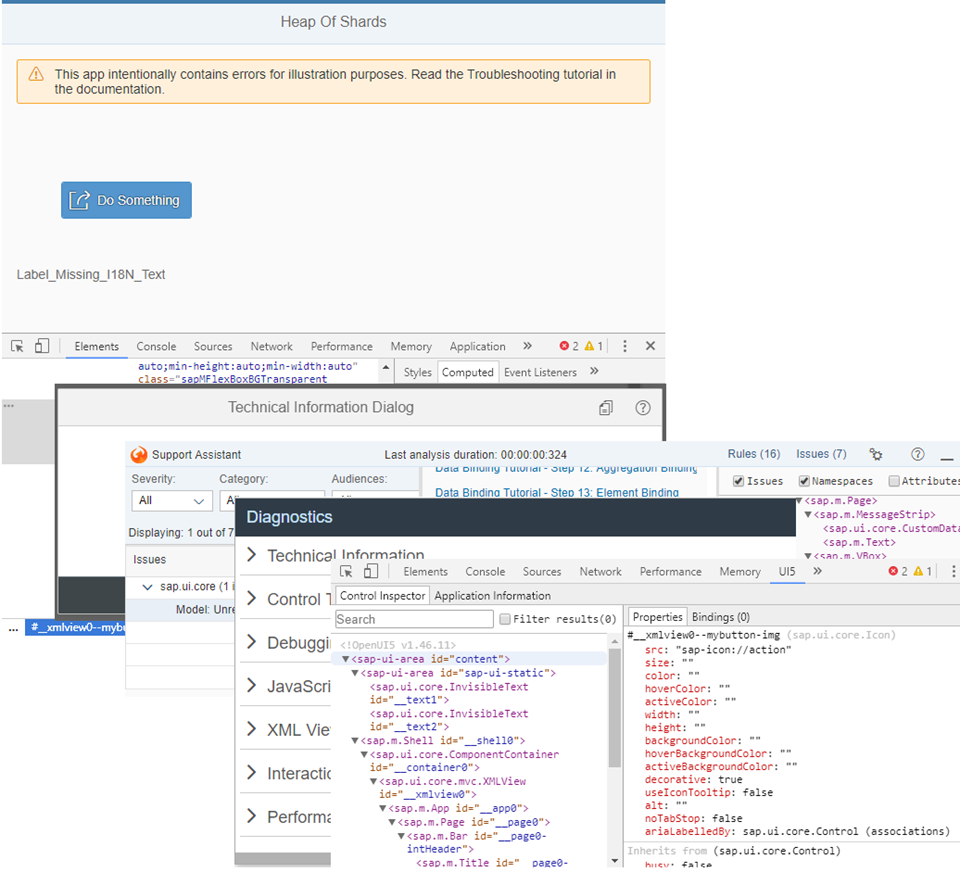 Heap Of Shards
This app intentionally contains errors for illustration purposes. Read the Troubleshooting tutorial in
the documentation.
Do Something
Label_Missing_I18N_Text
Elements Console Sources Network Performance Memory Application » 2 1
auto;min-height:auto;min-width:auto"
class="sapMFlexBoxBGTransparent
Styles Computed Event Listeners »
Technical Information Dialog
Support Assistant Last analysis duration: 00:00:00:324 Rules (16) Issues (7)
Severity: Category: Audiences:
All
Displaying: 1 out of 7
Issues
sap.ui.core (1 i
Model: Unre
Data Binding Tutorial - Step 12: Aggregation Binding
Data Binding Tutorial - Step 13: Element Binding
Issues Namespaces Attributes
<sap.m.Page>
<sap.m.MessageStrip>
<sap.ui.core.CustomData
<sap.m.Text>
<sap.m.VBox>
... #__xmlview0--mybu
Diagnostics
Technical Information
Control T
Debuggi
JavaScri
XML Vie
Interactio
Performa
Elements Console Sources Network Performance Memory UI5 » 2 1
Control Inspector Application Information
Search Filter results(0)
<!OpenUI5 v1.46.11>
<sap-ui-area id="content">
<sap-ui-area id="sap-ui-static">
<sap.ui.core.InvisibleText
id="__text1">
<sap.ui.core.InvisibleText
id="__text2">
<sap.m.Shell id="__shell0">
<sap.ui.core.ComponentContainer
id="__container0">
<sap.ui.core.mvc.XMLView
id="__xmlview0">
<sap.m.App id="__app0">
<sap.m.Page id="__page0">
<sap.m.Bar id="__page0-
intHeader">
<sap.m.Title id="__page0-
Properties Bindings (0)
#__xmlview0--mybutton-img (sap.ui.core.Icon)
src: "sap-icon://action"
size: ""
color: ""
hoverColor: ""
activeColor: ""
width: ""
height: ""
backgroundColor: ""
hoverBackgroundColor: ""
activeBackgroundColor: ""
decorative: true
useIconTooltip: false
alt: ""
noTabStop: false
ariaLabelledBy: sap.ui.core.Control (associations)
Inherits from (sap.ui.core.Control)
busy: false